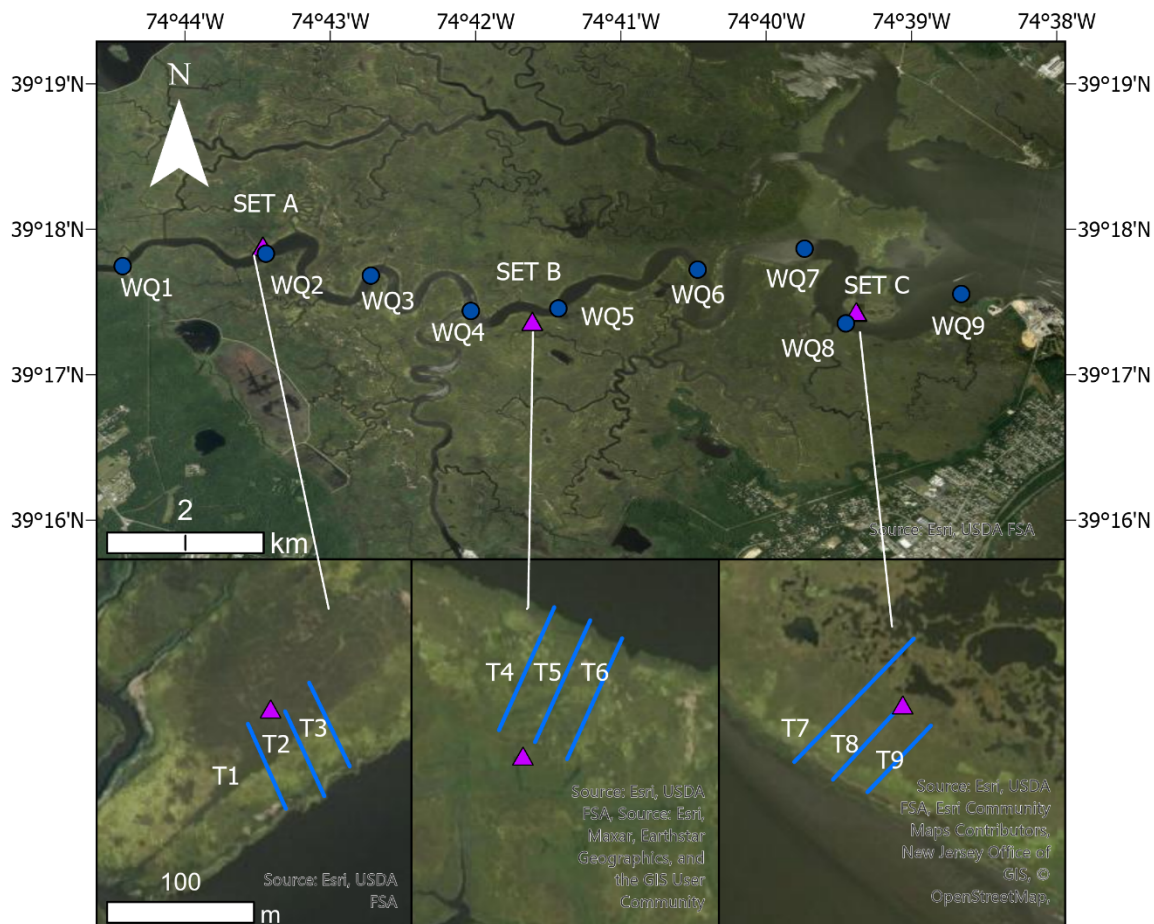 74°44'W 74°43'W 74°42'W 74°41'W 74°40'W 74°39'W 74°38'W
39°19'N 39°19'N
N
39°18'N 39°18'N
SET A
WQ1 WQ2 WQ3 WQ4 SET B WQ5 WQ6 WQ7 SET C WQ8 WQ9
39°17'N 39°17'N
39°16'N 39°16'N
2
km
Source: Esri, USDA FSA
T1 T2 T3
100
m
Source: Esri, USDA
FSA
T4 T5 T6
Source: Esri, USDA
FSA, Source: Esri,
Maxar, Earthstar
Geographics, and
the GIS User
Community
T7 T8 T9
Source: Esri, USDA
FSA, Esri Community
Maps Contributors,
New Jersey Office of
GIS, ©
OpenStreetMap,